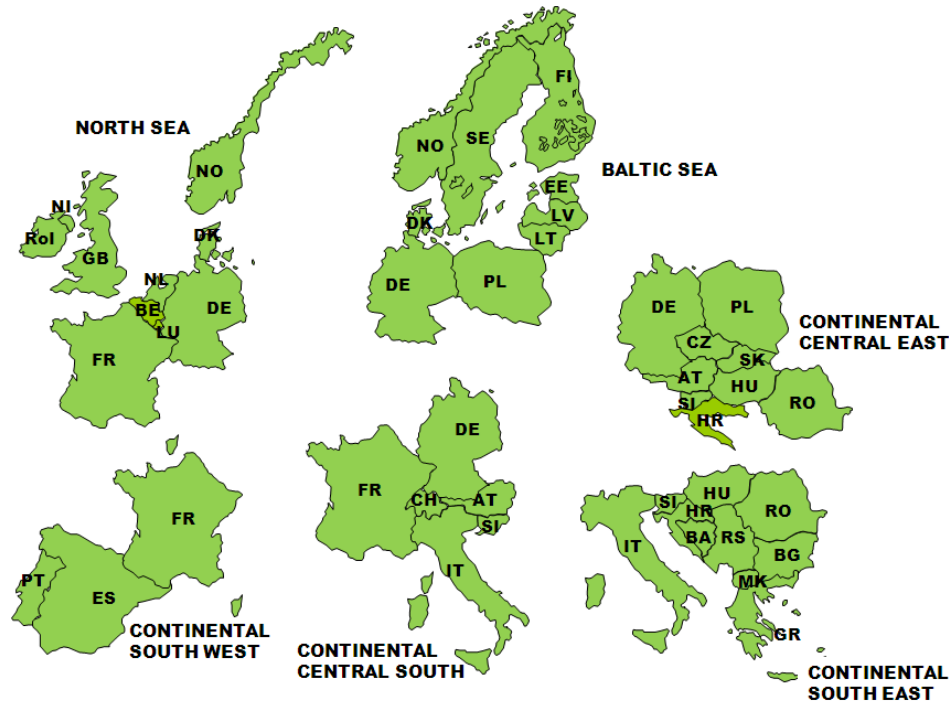 NORTH SEA
NO
NI
RoI
GB
DK
NL
BE
DE
LU
FR
FI
SE
NO
BALTIC SEA
EE
LV
DK
LT
DE
PL
DE
PL
CONTINENTAL
CENTRAL EAST
CZ
SK
AT
HU
SI
RO
HR
FR
PT
ES
CONTINENTAL
SOUTH WEST
DE
FR
CH
AT
SI
IT
CONTINENTAL
CENTRAL SOUTH
HU
SI
HR
RO
IT
BA
RS
BG
MK
GR
CONTINENTAL
SOUTH EAST